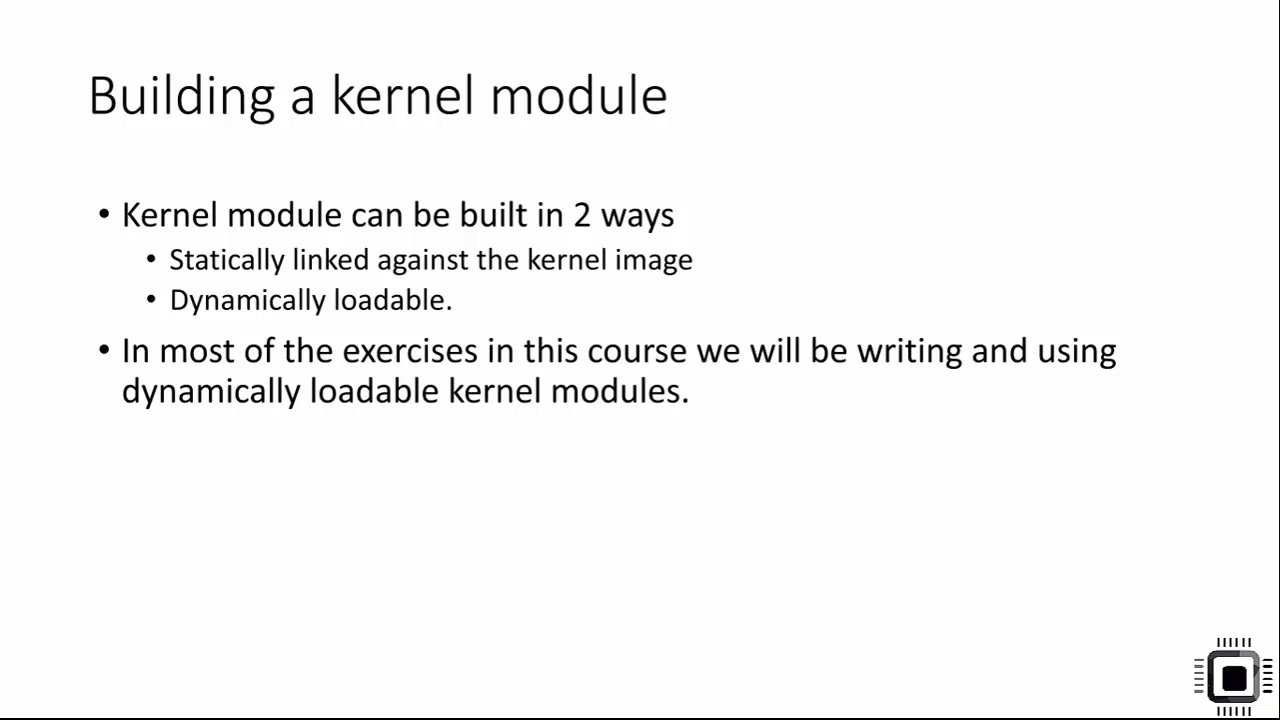 Building a kernel module
• Kernel module can be built in 2 ways
• Statically linked against the kernel image
• Dynamically loadable.
• In most of the exercises in this course we will be writing and using
dynamically loadable kernel modules.